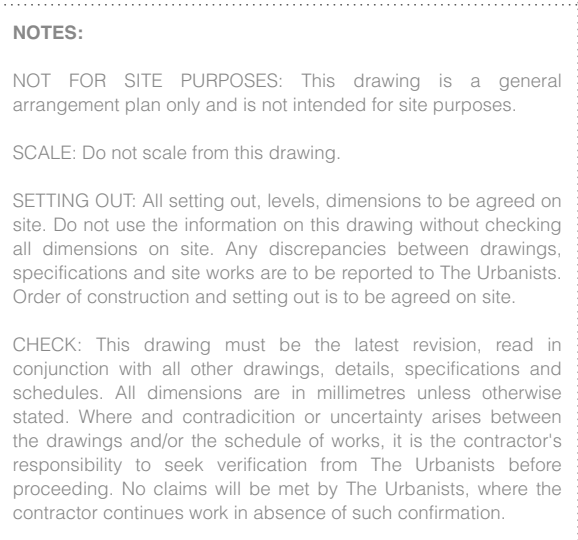 NOTES:
NOT FOR SITE PURPOSES: This drawing is a general
arrangement plan only and is not intended for site purposes.
SCALE: Do not scale from this drawing.
SETTING OUT: All setting out, levels, dimensions to be agreed on
site. Do not use the information on this drawing without checking
all dimensions on site. Any discrepancies between drawings,
specifications and site works are to be reported to The Urbanists.
Order of construction and setting out is to be agreed on site.
CHECK: This drawing must be the latest revision, read in
conjunction with all other drawings, details, specifications and
schedules. All dimensions are in millimetres unless otherwise
stated. Where and contradicition or uncertainty arises between
the drawings and/or the schedule of works, it is the contractor's
responsibility to seek verification from The Urbanists before
proceeding. No claims will be met by The Urbanists, where the
contractor continues work in absence of such confirmation.